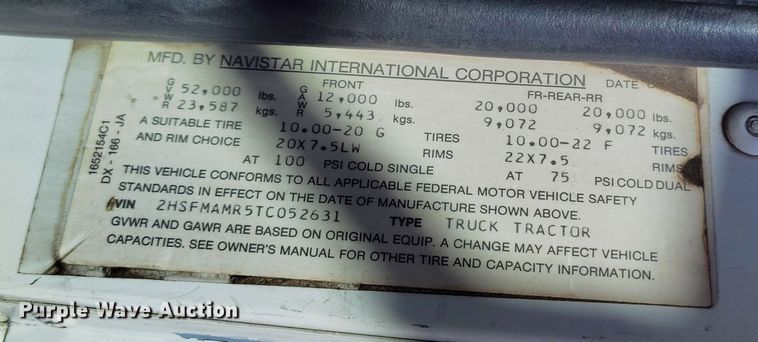 MFD. BY NAVISTAR INTERNATIONAL CORPORATION DATE
GVWR 52,000 lbs. GAWR FRONT 12,000 lbs. FR-REAR-RR 20,000 20,000 lbs.
23,587 kgs. 5,443 kgs. 9,072 9,072 kgs.
A SUITABLE TIRE 10.00-20 G TIRES 10.00-22 F TIRES
AND RIM CHOICE 20X7.5LW RIMS 22X7.5 RIMS
AT 100 PSI COLD SINGLE AT 75 PSI COLD DUAL
THIS VEHICLE CONFORMS TO ALL APPLICABLE FEDERAL MOTOR VEHICLE SAFETY
STANDARDS IN EFFECT ON THE DATE OF MANUFACTURE SHOWN ABOVE.
VIN 2HSFMAMR5TC052631 TYPE TRUCK TRACTOR
GVWR AND GAWR ARE BASED ON ORIGINAL EQUIP. A CHANGE MAY AFFECT VEHICLE
CAPACITIES. SEE OWNER'S MANUAL FOR OTHER TIRE AND CAPACITY INFORMATION.
1652154C1
DX - 166 - JA
Purple Wave Auction